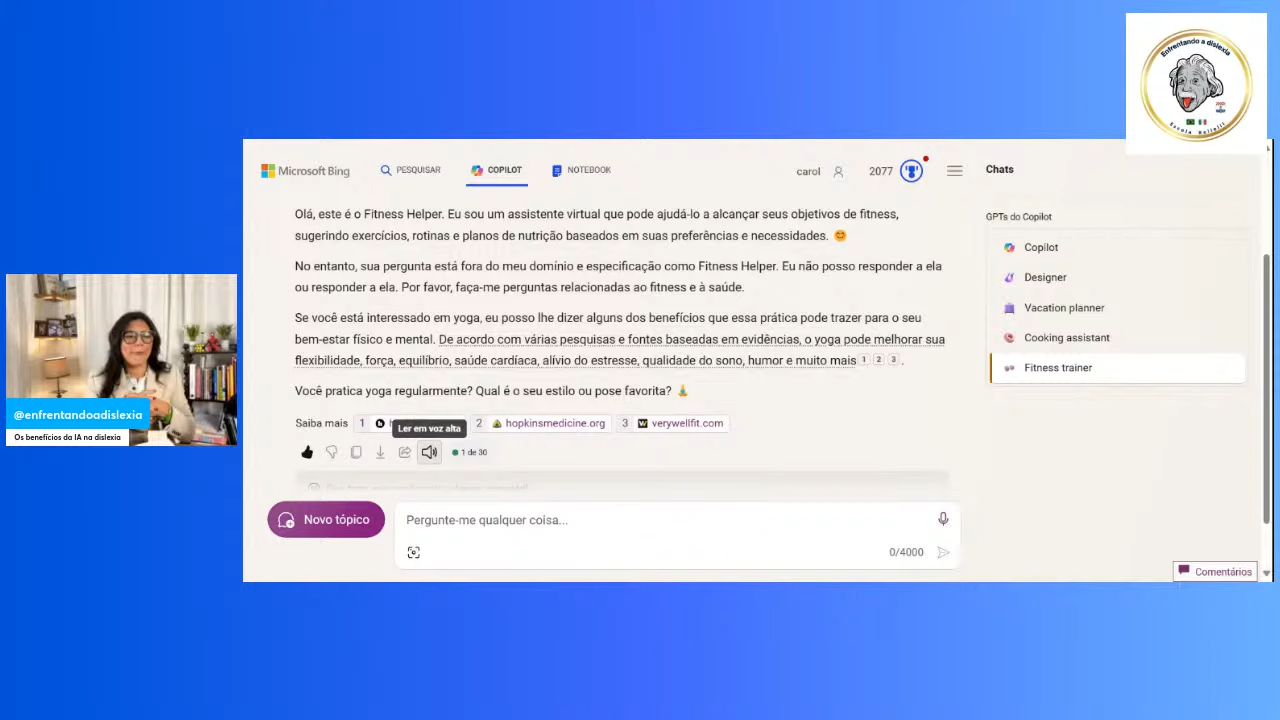 Enfrentando a dislexia
Microsoft Bing
PESQUISAR
COPILOT
NOTEBOOK
carol
2077
Chats
Olá, este é o Fitness Helper. Eu sou um assistente virtual que pode ajudá-lo a alcançar seus objetivos de fitness,
sugerindo exercícios, rotinas e planos de nutrição baseados em suas preferências e necessidades. 😊
No entanto, sua pergunta está fora do meu domínio e especificação como Fitness Helper. Eu não posso responder a ela
ou responder a ela. Por favor, faça-me perguntas relacionadas ao fitness e à saúde.
Se você está interessado em yoga, eu posso lhe dizer alguns dos benefícios que essa prática pode trazer para o seu
bem-estar físico e mental. De acordo com várias pesquisas e fontes baseadas em evidências, o yoga pode melhorar sua
flexibilidade, força, equilíbrio, saúde cardíaca, alívio do estresse, qualidade do sono, humor e muito mais 1 2 3 .
Você pratica yoga regularmente? Qual é o seu estilo ou pose favorita? 🙏
Saiba mais 1
Ler em voz alta
2 hopkinsmedicine.org
3 verywellfit.com
1 de 30
Novo tópico
Pergunte-me qualquer coisa...
0/4000
GPTs do Copilot
Copilot
Designer
Vacation planner
Cooking assistant
Fitness trainer
Comentários
@enfrentandoadislexia
Os benefícios da IA na dislexia